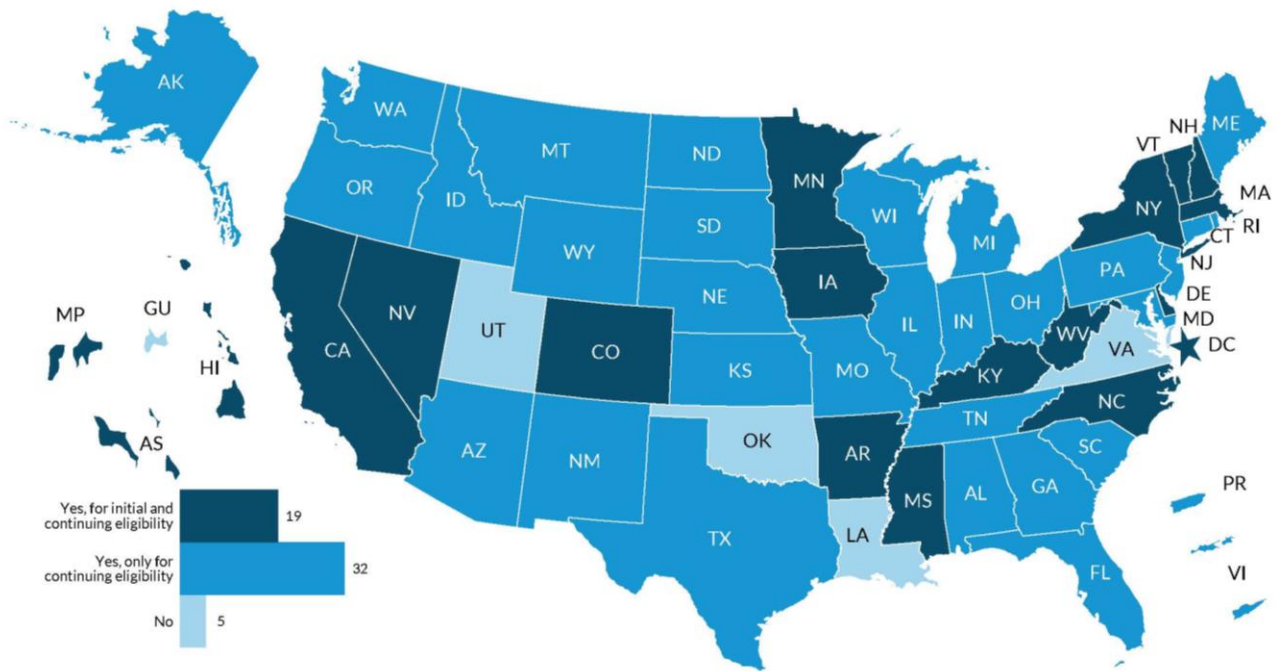 AK
WA
MT
ND
MN
VT
NH
ME
OR
ID
SD
WI
MI
NY
MA
RI
CT
WY
IA
PA
NJ
NE
OH
DE
MD
MP
GU
NV
UT
IL
IN
WV
VA
DC
HI
CA
CO
KS
MO
KY
NC
TN
AS
AZ
NM
OK
AR
SC
MS
AL
GA
PR
TX
LA
FL
VI
Yes, for initial and
continuing eligibility
19
Yes, only for
continuing eligibility
32
No
5